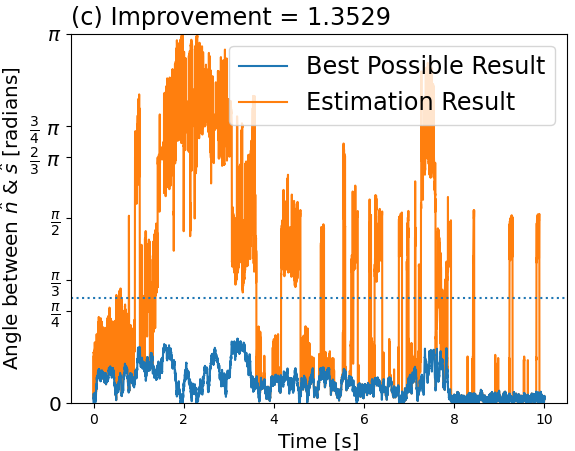 (c) Improvement = 1.3529
Angle between n̂ & ŝ [radians]
π
3/4 π
2/3 π
π/2
π/3
π/4
0
Best Possible Result
Estimation Result
0 2 4 6 8 10
Time [s]